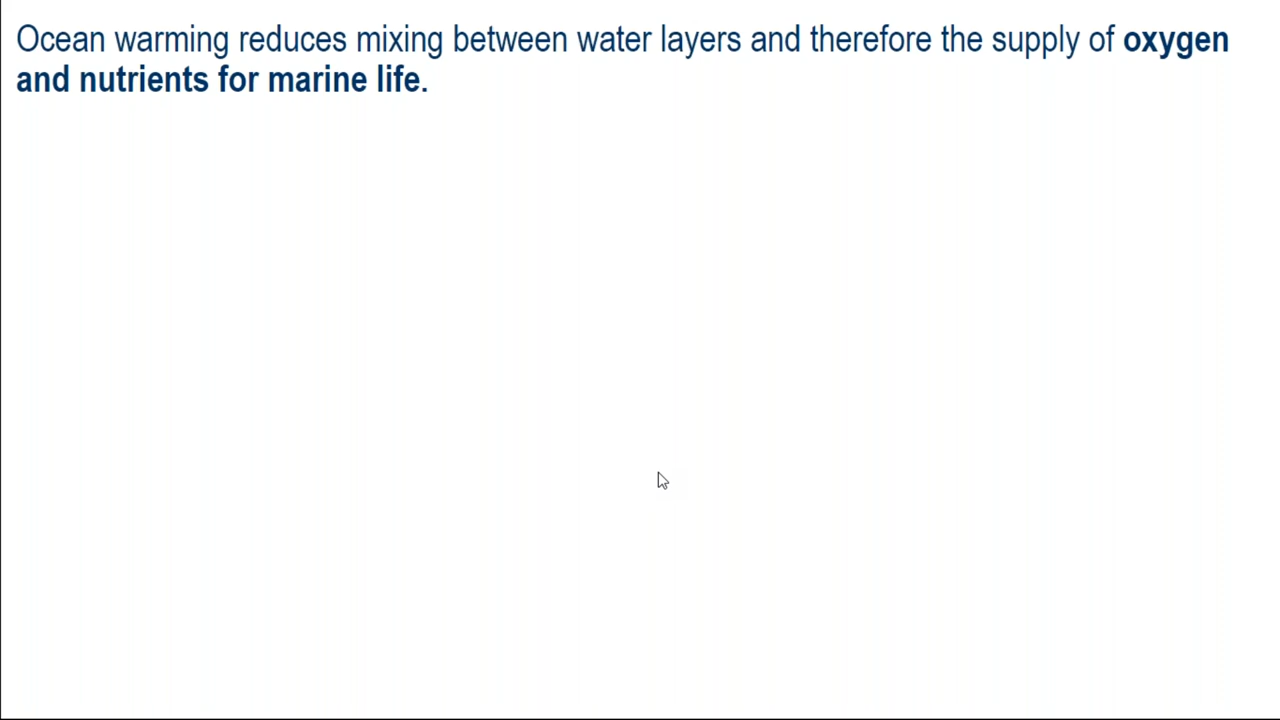 Ocean warming reduces mixing between water layers and therefore the supply of oxygen
and nutrients for marine life.